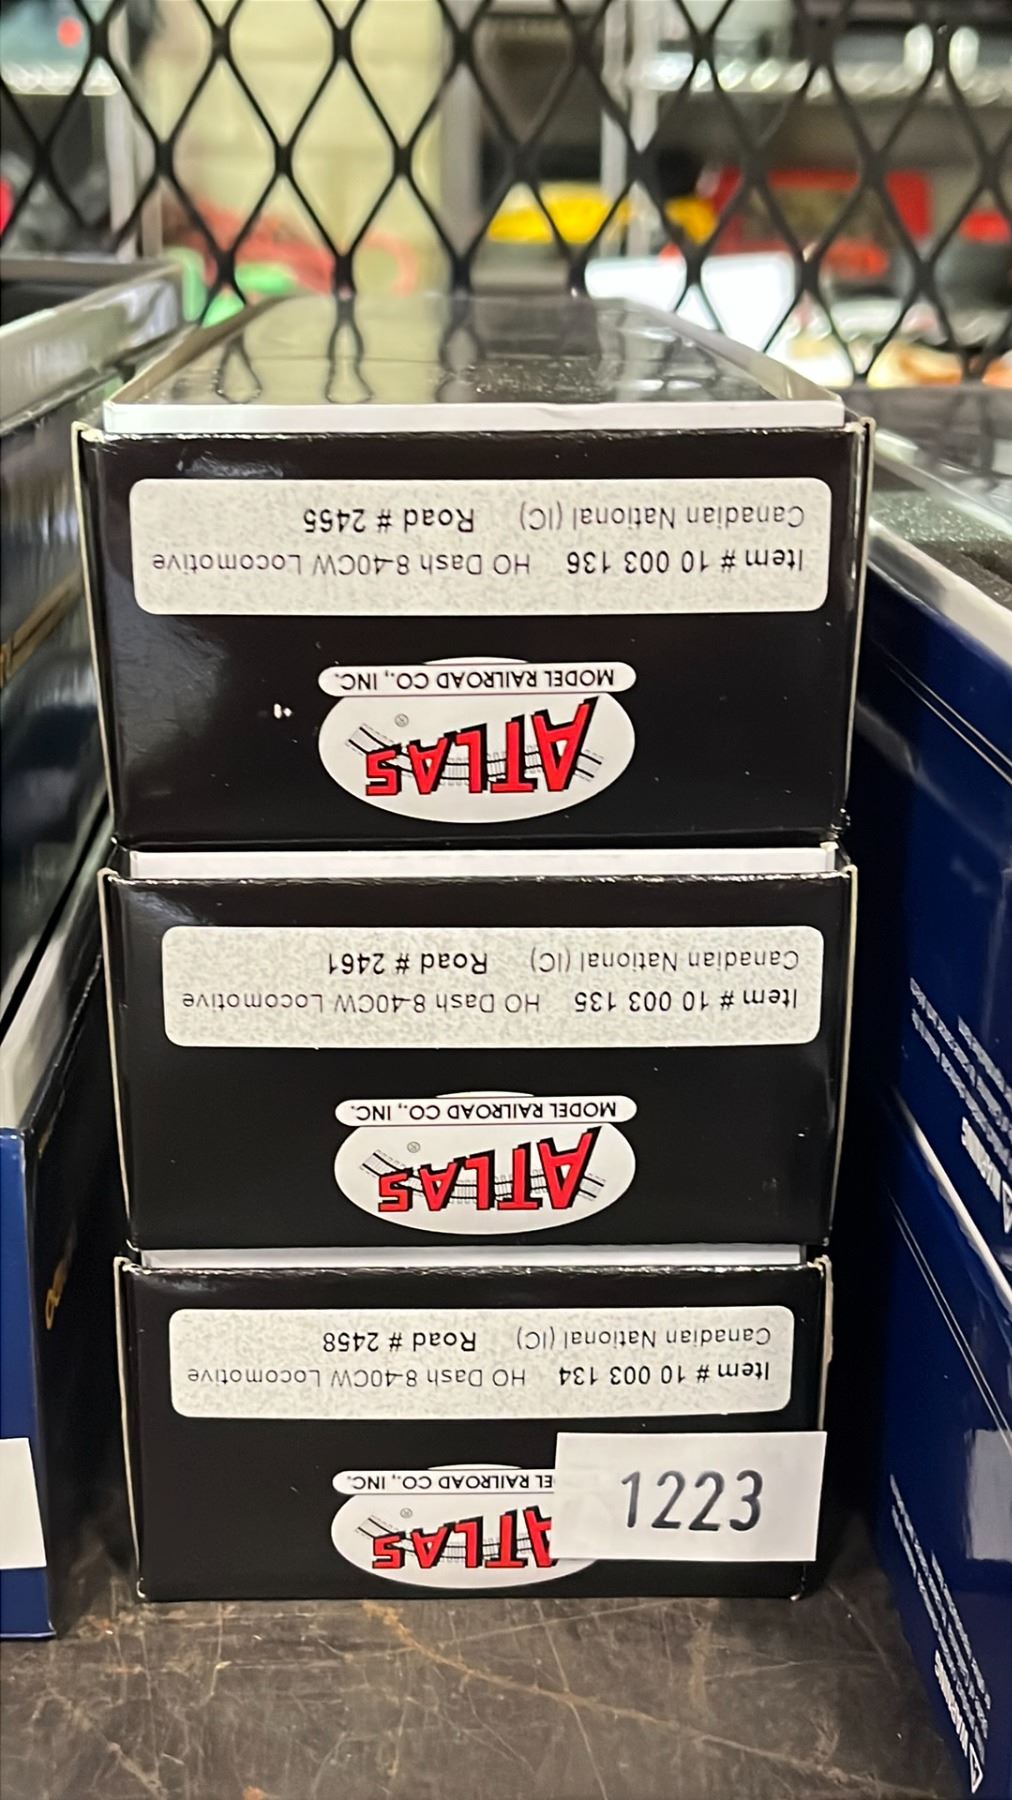 Item # 10 003 136 HO Dash 8-40CW Locomotive
Canadian National (IC) Road # 2455
ATLAS ®
MODEL RAILROAD CO., INC.
Item # 10 003 135 HO Dash 8-40CW Locomotive
Canadian National (IC) Road # 2461
ATLAS ®
MODEL RAILROAD CO., INC.
Item # 10 003 134 HO Dash 8-40CW Locomotive
Canadian National (IC) Road # 2458
ATLAS ®
EL RAILROAD CO., INC.
1223